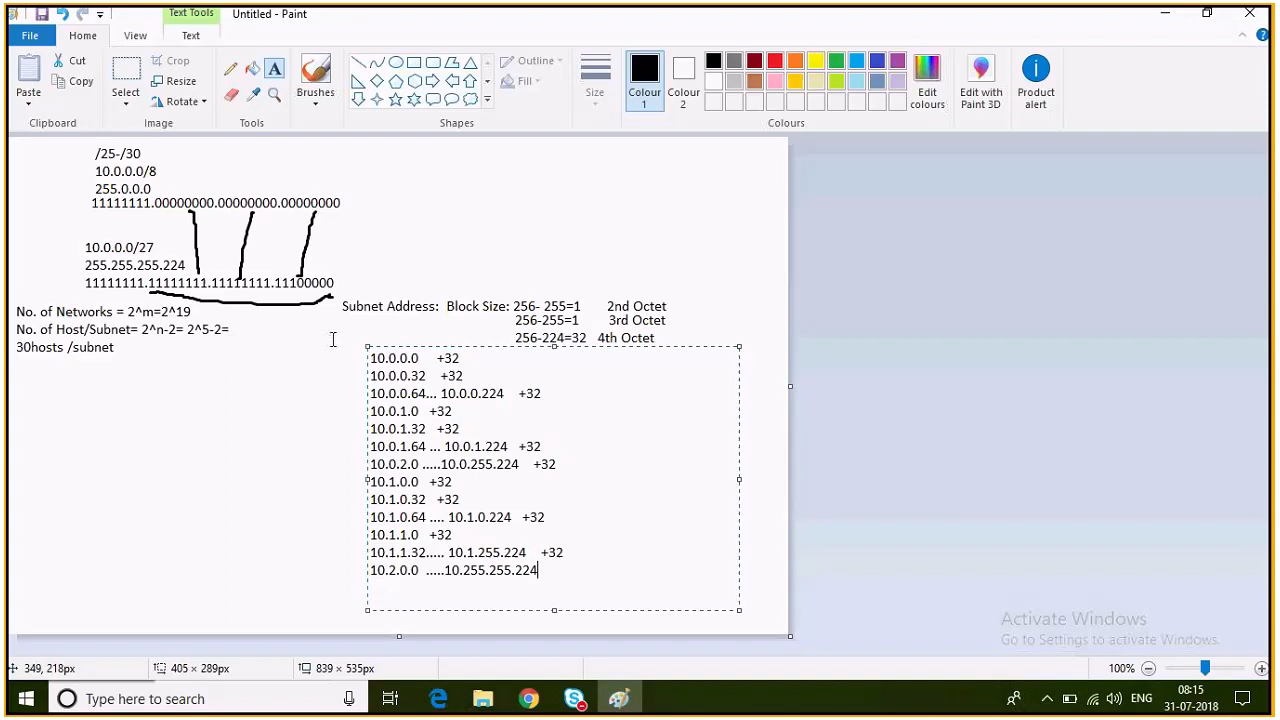 Text Tools
Untitled - Paint
File
Home
View
Text
Paste
Cut
Copy
Clipboard
Select
Crop
Resize
Rotate
Image
Tools
Brushes
Shapes
Outline
Fill
Size
Colour 1
Colour 2
Colours
Edit colours
Edit with Paint 3D
Product alert
/25-/30
10.0.0.0/8
255.0.0.0
11111111.00000000.00000000.00000000
10.0.0.0/27
255.255.255.224
11111111.11111111.11111111.11100000
No. of Networks = 2^m=2^19
No. of Host/Subnet= 2^n-2= 2^5-2=
30hosts /subnet
Subnet Address: Block Size: 256- 255=1 2nd Octet
256-255=1 3rd Octet
256-224=32 4th Octet
10.0.0.0 +32
10.0.0.32 +32
10.0.0.64... 10.0.0.224 +32
10.0.1.0 +32
10.0.1.32 +32
10.0.1.64 ... 10.0.1.224 +32
10.0.2.0 .....10.0.255.224 +32
10.1.0.0 +32
10.1.0.32 +32
10.1.0.64 .... 10.1.0.224 +32
10.1.1.0 +32
10.1.1.32..... 10.1.255.224 +32
10.2.0.0 .....10.255.255.224
Activate Windows
Go to Settings to activate Windows.
349, 218px
405 × 289px
839 × 535px
100%
Type here to search
ENG
08:15
31-07-2018